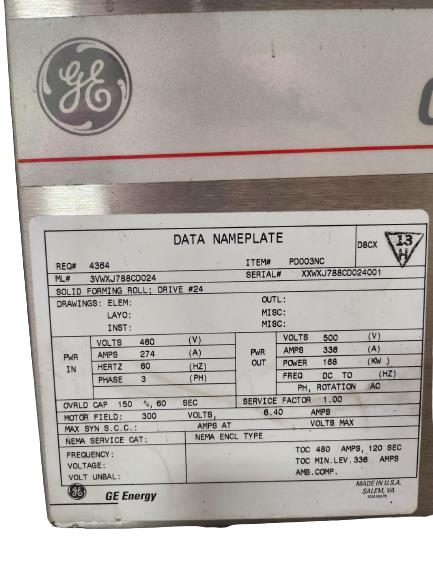 GE
DATA NAMEPLATE
D8CX
13
H
REQ# 4364 ITEM# PD003NC
ML# 3VWXJ788CD024 SERIAL# XXWXJ788CD024001
SOLID FORMING ROLL; DRIVE #24
DRAWINGS: ELEM: OUTL:
LAYO: MISC:
INST: MISC:
PWR IN
VOLTS 460 (V)
AMPS 274 (A)
HERTZ 60 (HZ)
PHASE 3 (PH)
PWR OUT
VOLTS 500 (V)
AMPS 336 (A)
POWER 168 (KW )
FREQ DC TO (HZ)
PH, ROTATION AC
OVRLD CAP 150 %, 60 SEC SERVICE FACTOR 1.00
MOTOR FIELD: 300 VOLTS, 6.40 AMPS
MAX SYN S.C.C.: AMPS AT VOLTS MAX
NEMA SERVICE CAT: NEMA ENCL TYPE
FREQUENCY: TOC 480 AMPS, 120 SEC
VOLTAGE: TOC MIN.LEV.336 AMPS
VOLT UNBAL: AMB.COMP.
GE Energy
MADE IN U.S.A.
SALEM, VA